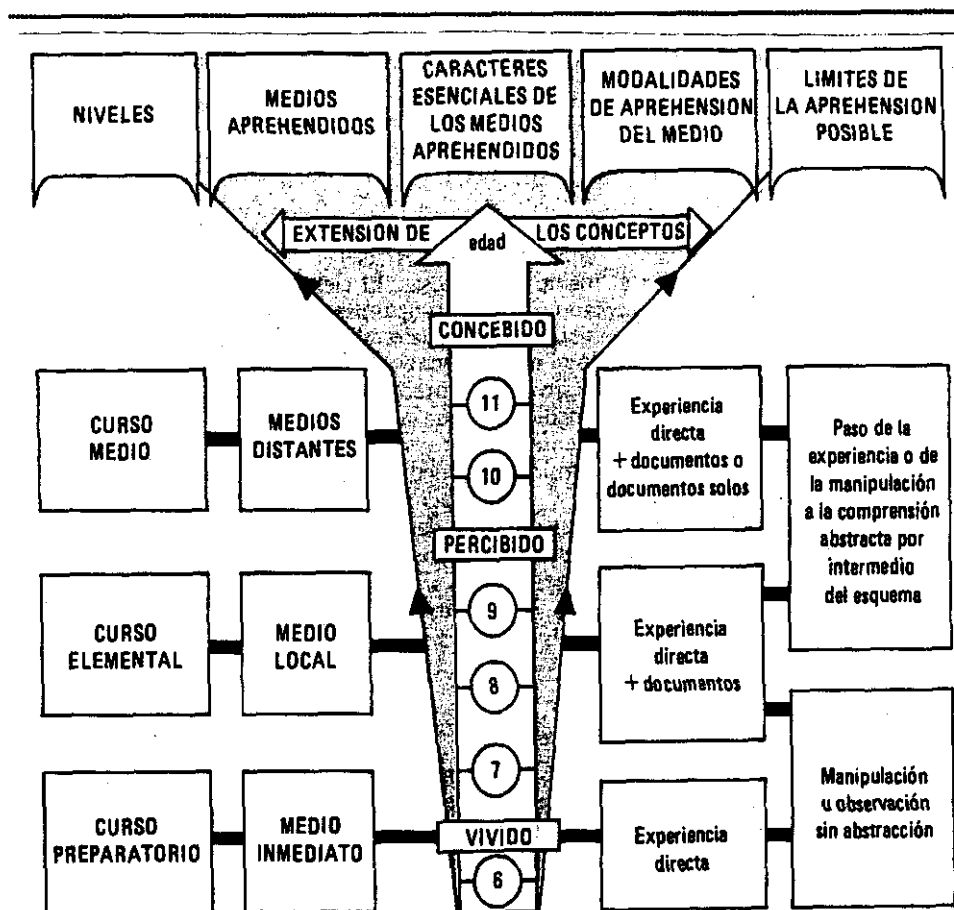 NIVELES
MEDIOS
APREHENDIDOS
CARACTERES
ESENCIALES DE
LOS MEDIOS
APREHENDIDOS
MODALIDADES
DE APREHENSION
DEL MEDIO
LIMITES DE
LA APREHENSION
POSIBLE
EXTENSION DE
edad
LOS CONCEPTOS
CONCEBIDO
CURSO
MEDIO
MEDIOS
DISTANTES
11
10
Experiencia
directa
+ documentos o
documentos solos
Paso de la
experiencia o de
la manipulación
a la comprensión
abstracta por
intermedio
del esquema
PERCIBIDO
CURSO
ELEMENTAL
MEDIO
LOCAL
9
8
7
Experiencia
directa
+ documentos
CURSO
PREPARATORIO
MEDIO
INMEDIATO
VIVIDO
6
Experiencia
directa
Manipulación
u observación
sin abstracción